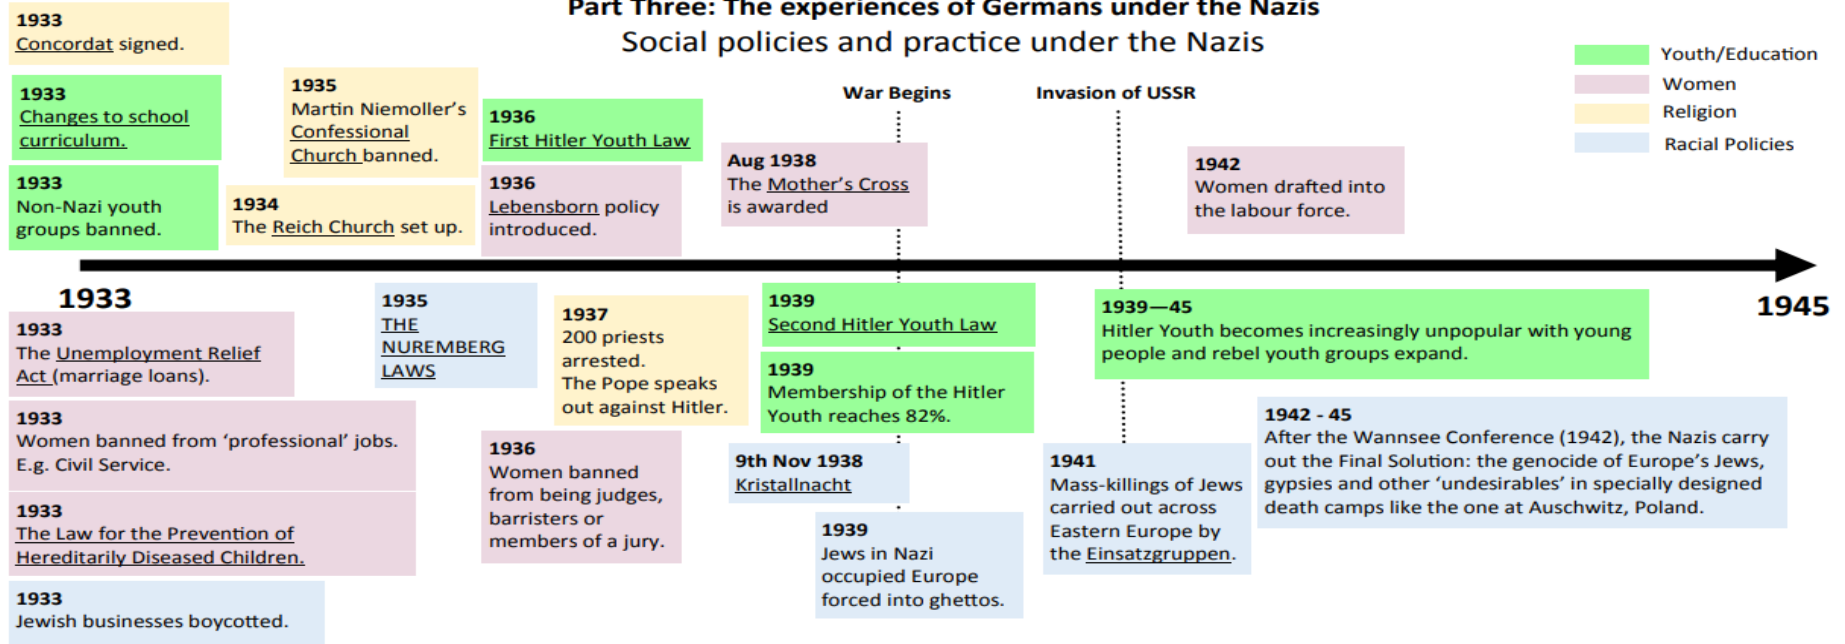 Part Three: The experiences of Germans under the Nazis
Social policies and practice under the Nazis
Youth/Education
Women
Religion
Racial Policies
1933
Concordat signed.
1933
Changes to school
curriculum.
1933
Non-Nazi youth
groups banned.
1935
Martin Niemoller’s
Confessional
Church banned.
1934
The Reich Church set up.
1936
First Hitler Youth Law
1936
Lebensborn policy
introduced.
War Begins
Aug 1938
The Mother’s Cross
is awarded
Invasion of USSR
1942
Women drafted into
the labour force.
1933
1945
1933
The Unemployment Relief
Act (marriage loans).
1933
Women banned from ‘professional’ jobs.
E.g. Civil Service.
1933
The Law for the Prevention of
Hereditarily Diseased Children.
1933
Jewish businesses boycotted.
1935
THE
NUREMBERG
LAWS
1937
200 priests
arrested.
The Pope speaks
out against Hitler.
1936
Women banned
from being judges,
barristers or
members of a jury.
1939
Second Hitler Youth Law
1939
Membership of the Hitler
Youth reaches 82%.
9th Nov 1938
Kristallnacht
1939
Jews in Nazi
occupied Europe
forced into ghettos.
1939—45
Hitler Youth becomes increasingly unpopular with young
people and rebel youth groups expand.
1941
Mass-killings of Jews
carried out across
Eastern Europe by
the Einsatzgruppen.
1942 - 45
After the Wannsee Conference (1942), the Nazis carry
out the Final Solution: the genocide of Europe’s Jews,
gypsies and other ‘undesirables’ in specially designed
death camps like the one at Auschwitz, Poland.